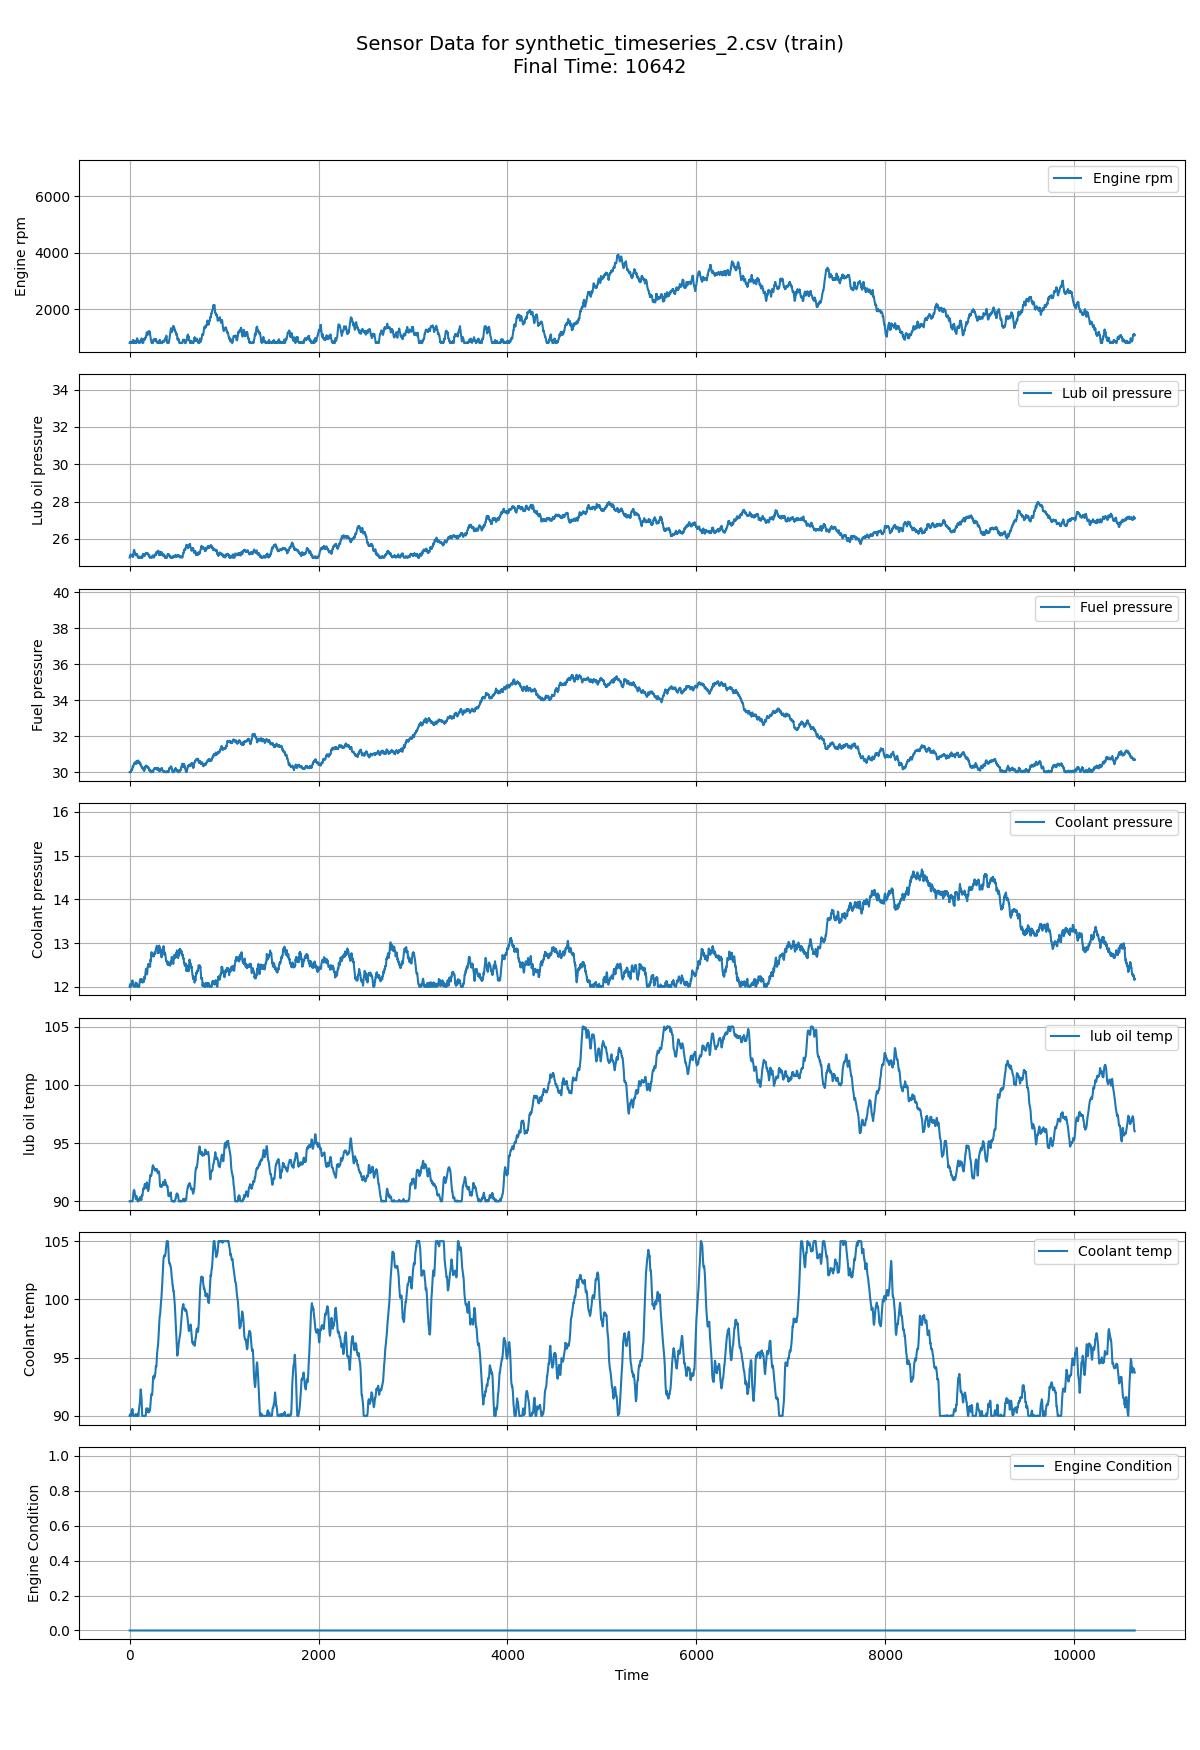 Sensor Data for synthetic_timeseries_2.csv (train)
Final Time: 10642
Engine rpm
6000
4000
2000
Engine rpm
Lub oil pressure
34
32
30
28
26
Lub oil pressure
Fuel pressure
40
38
36
34
32
30
Fuel pressure
Coolant pressure
16
15
14
13
12
Coolant pressure
lub oil temp
105
100
95
90
lub oil temp
Coolant temp
105
100
95
90
Coolant temp
Engine Condition
1.0
0.8
0.6
0.4
0.2
0.0
Engine Condition
0 2000 4000 6000 8000 10000
Time